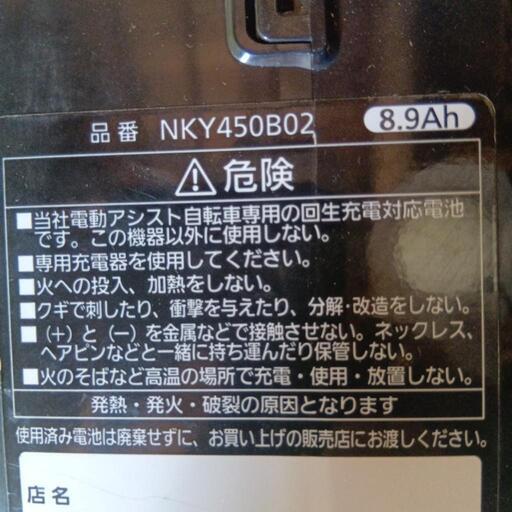 品番 NKY450B02 8.9Ah
⚠危険
■当社電動アシスト自転車専用の回生充電対応電池
です。この機器以外に使用しない。
■専用充電器を使用してください。
■火への投入、加熱をしない。
■クギで刺したり、衝撃を与えたり、分解・改造をしない。
■(+)と(−)を金属などで接触させない。ネックレス、
ヘアピンなどと一緒に持ち運んだり保管しない。
■火のそばなど高温の場所で充電・使用・放置しない。
発熱・発火・破裂の原因となります
使用済み電池は廃棄せずに、お買い上げの販売店にお渡しください。
店名